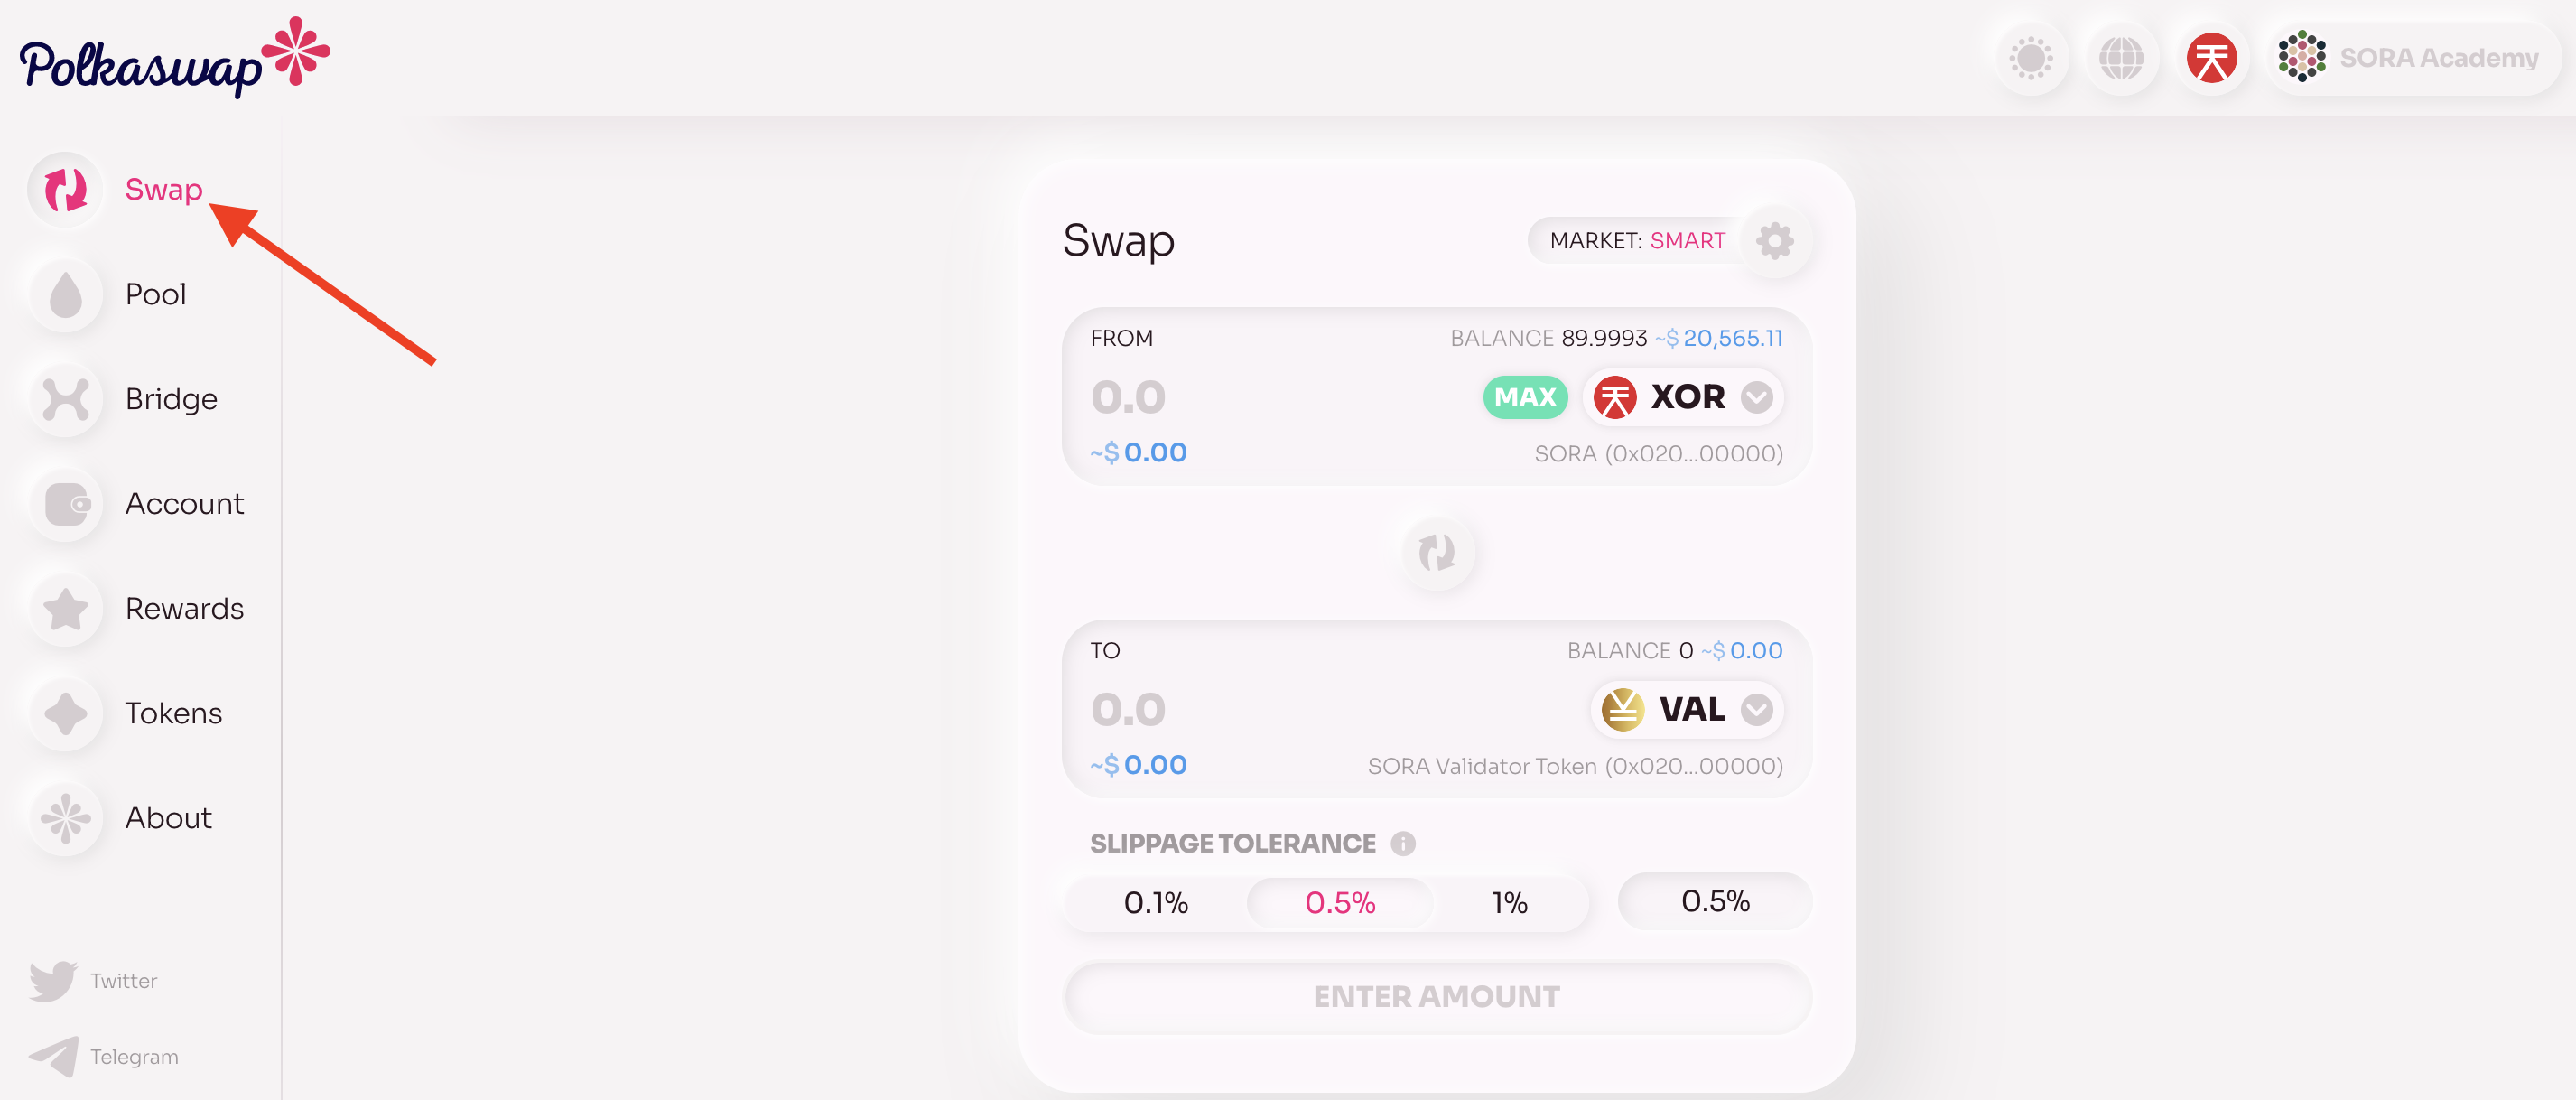 Polkaswap
SORA Academy
Swap
Pool
Bridge
Account
Rewards
Tokens
About
Twitter
Telegram
Swap
MARKET: SMART
FROM
BALANCE 89.9993 ~$ 20,565.11
0.0
MAX
XOR
~$ 0.00
SORA (0x020...00000)
TO
BALANCE 0 ~$ 0.00
0.0
VAL
~$ 0.00
SORA Validator Token (0x020...00000)
SLIPPAGE TOLERANCE
0.1%
0.5%
1%
0.5%
ENTER AMOUNT